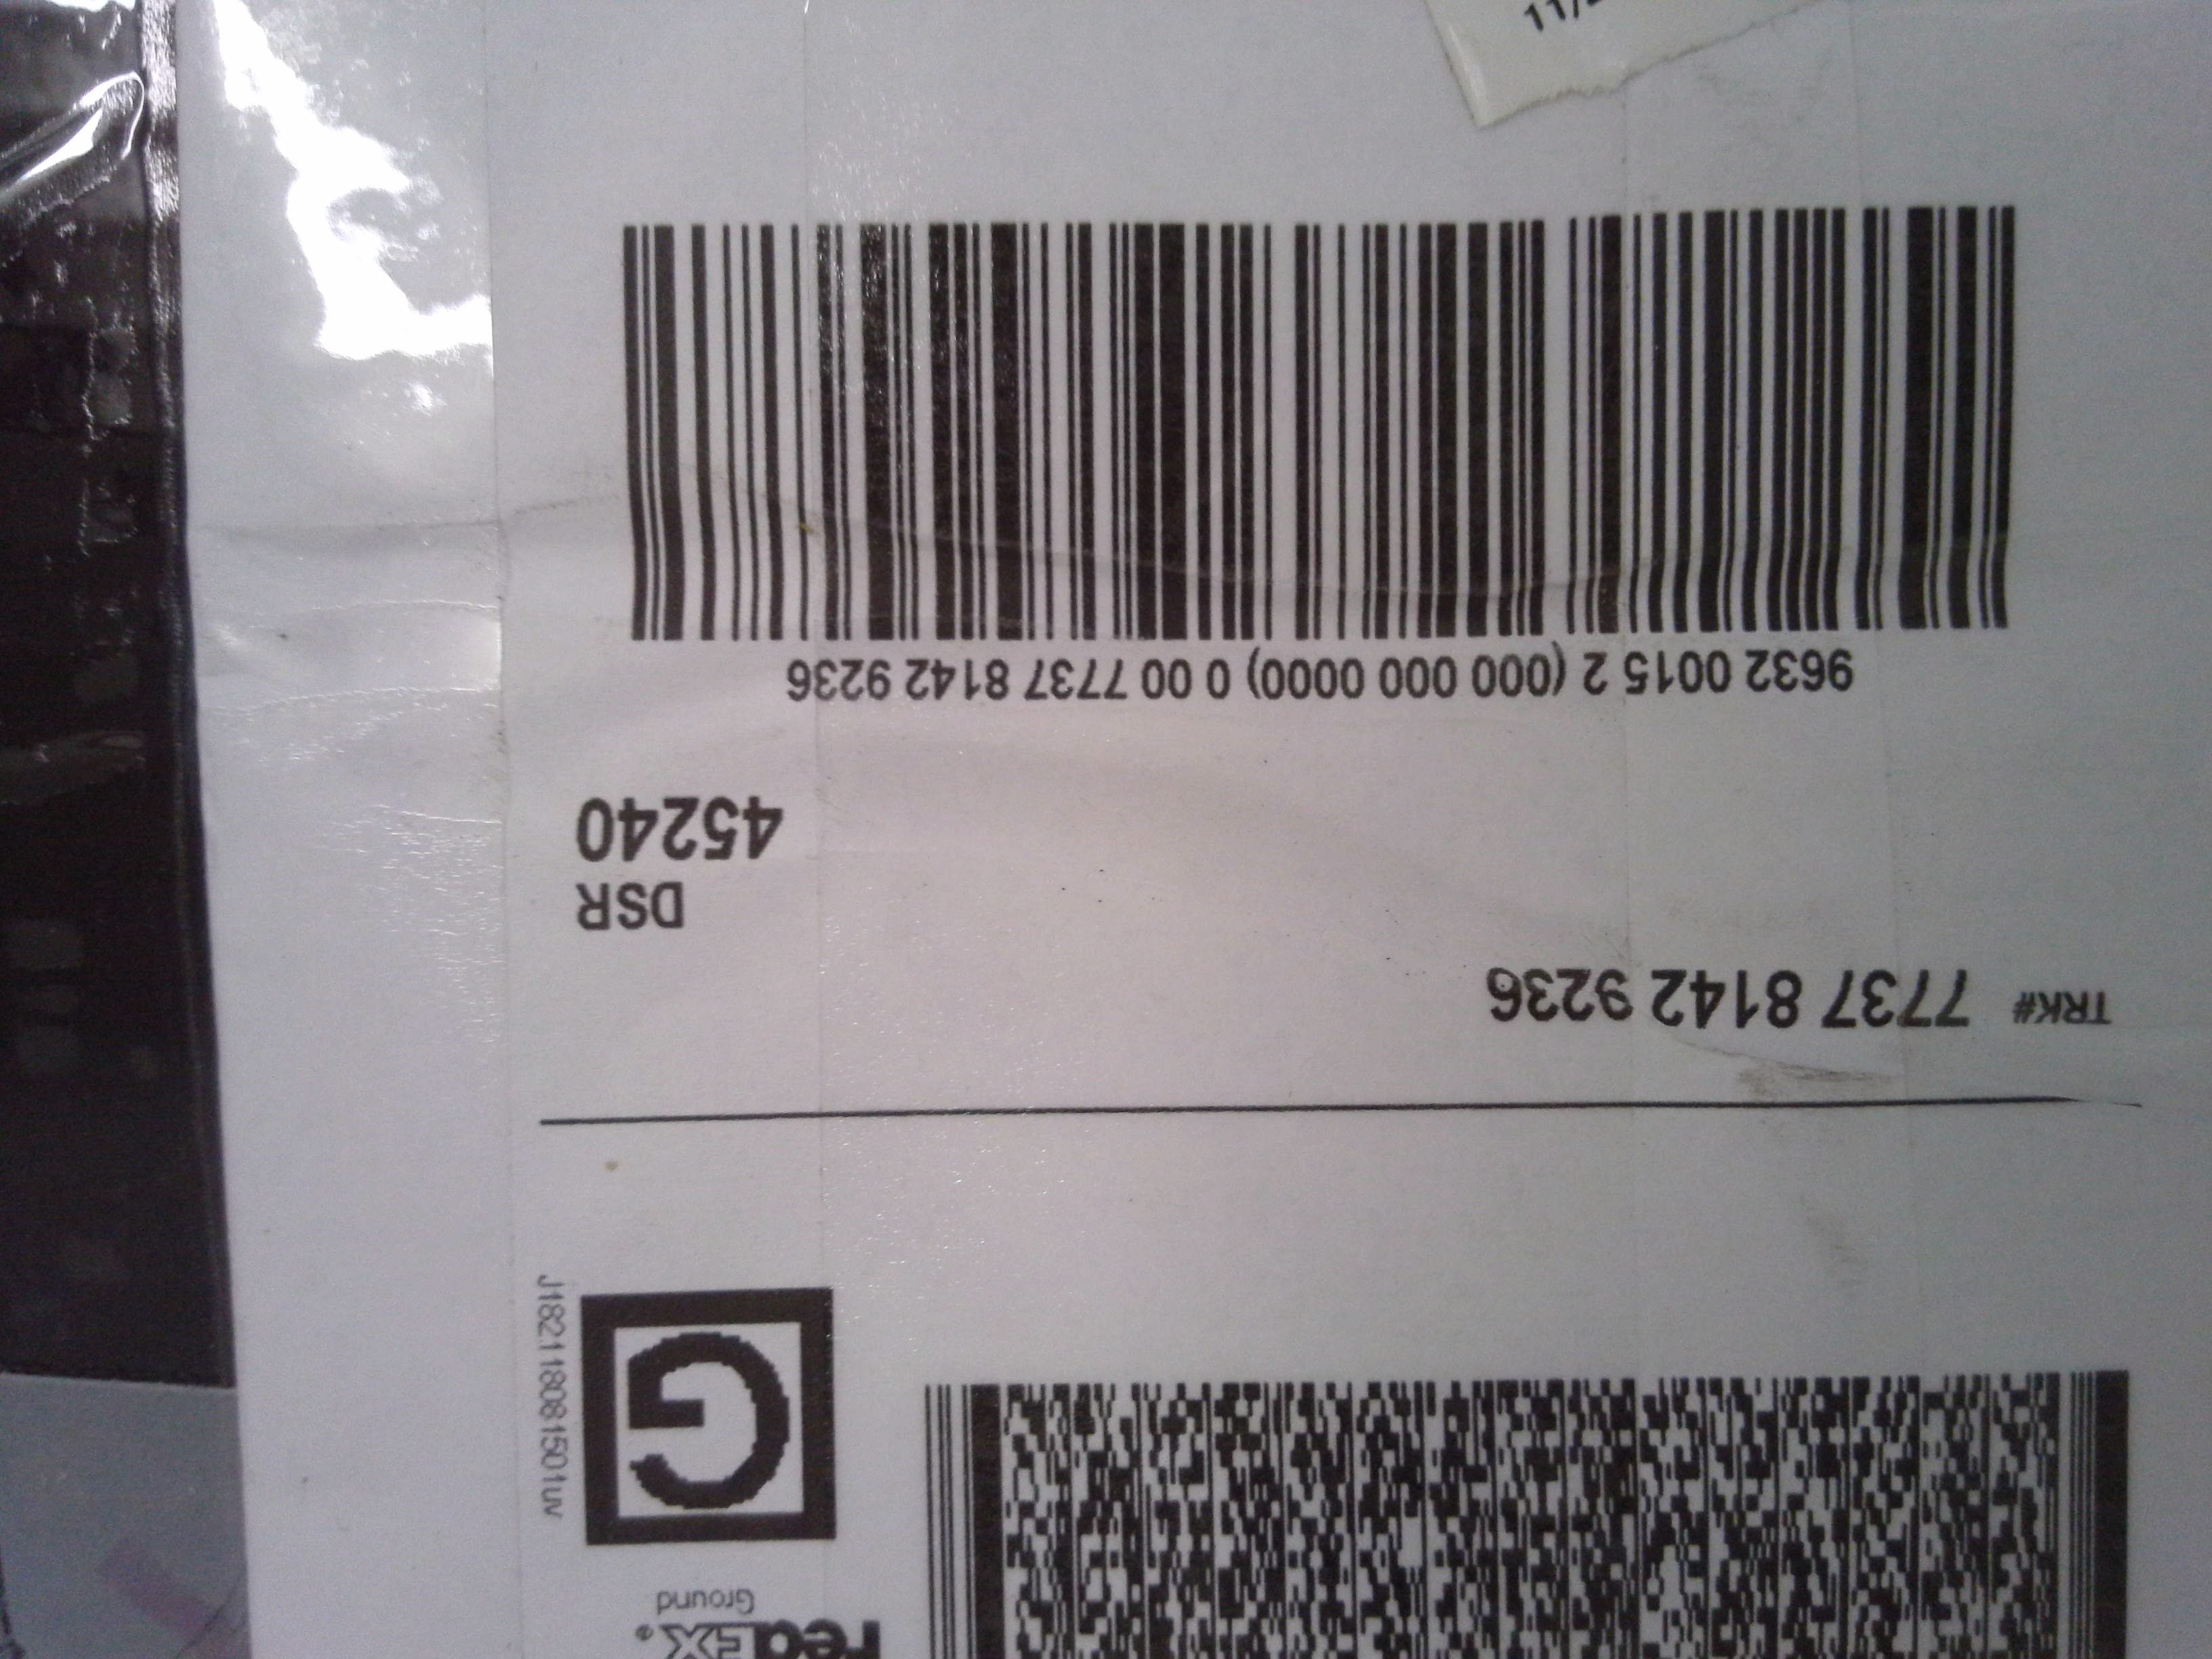 FedEx®
Ground
G
J182118081501uv
TRK# 7737 8142 9236
DSR
45240
9632 0015 2 (000 000 0000) 0 00 7737 8142 9236